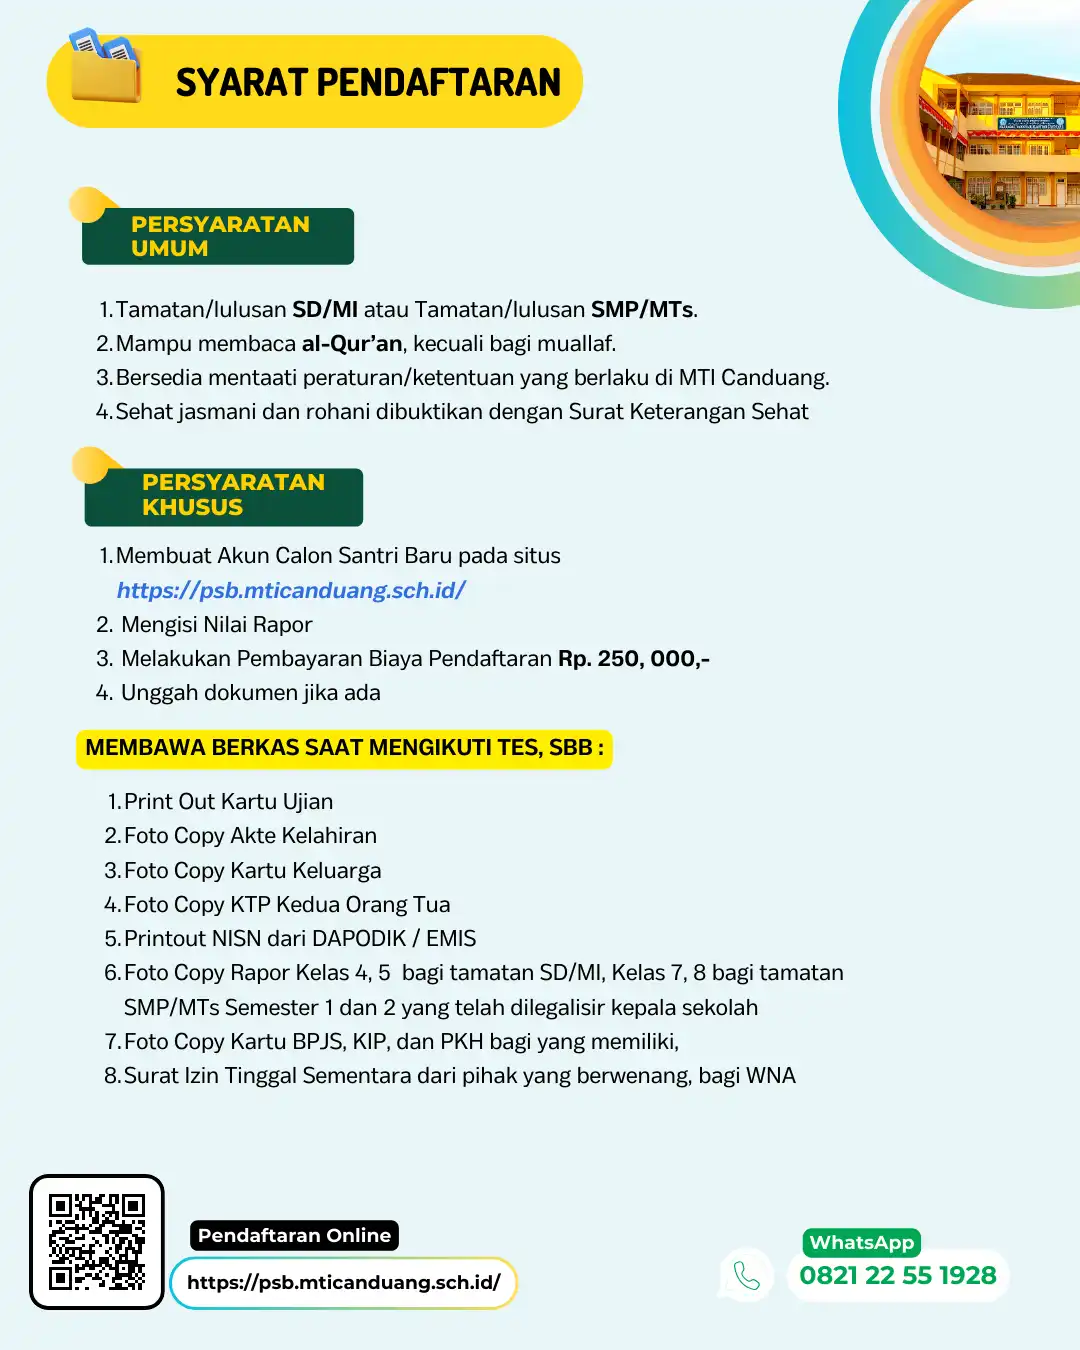 SYARAT PENDAFTARAN
PERSYARATAN
UMUM
1.Tamatan/lulusan SD/MI atau Tamatan/lulusan SMP/MTs.
2.Mampu membaca al-Qur’an, kecuali bagi muallaf.
3.Bersedia mentaati peraturan/ketentuan yang berlaku di MTI Canduang.
4.Sehat jasmani dan rohani dibuktikan dengan Surat Keterangan Sehat
PERSYARATAN
KHUSUS
1.Membuat Akun Calon Santri Baru pada situs
https://psb.mticanduang.sch.id/
2. Mengisi Nilai Rapor
3. Melakukan Pembayaran Biaya Pendaftaran Rp. 250, 000,-
4. Unggah dokumen jika ada
MEMBAWA BERKAS SAAT MENGIKUTI TES, SBB :
1.Print Out Kartu Ujian
2.Foto Copy Akte Kelahiran
3.Foto Copy Kartu Keluarga
4.Foto Copy KTP Kedua Orang Tua
5.Printout NISN dari DAPODIK / EMIS
6.Foto Copy Rapor Kelas 4, 5 bagi tamatan SD/MI, Kelas 7, 8 bagi tamatan
SMP/MTs Semester 1 dan 2 yang telah dilegalisir kepala sekolah
7.Foto Copy Kartu BPJS, KIP, dan PKH bagi yang memiliki,
8.Surat Izin Tinggal Sementara dari pihak yang berwenang, bagi WNA
Pendaftaran Online
https://psb.mticanduang.sch.id/
WhatsApp
0821 22 55 1928